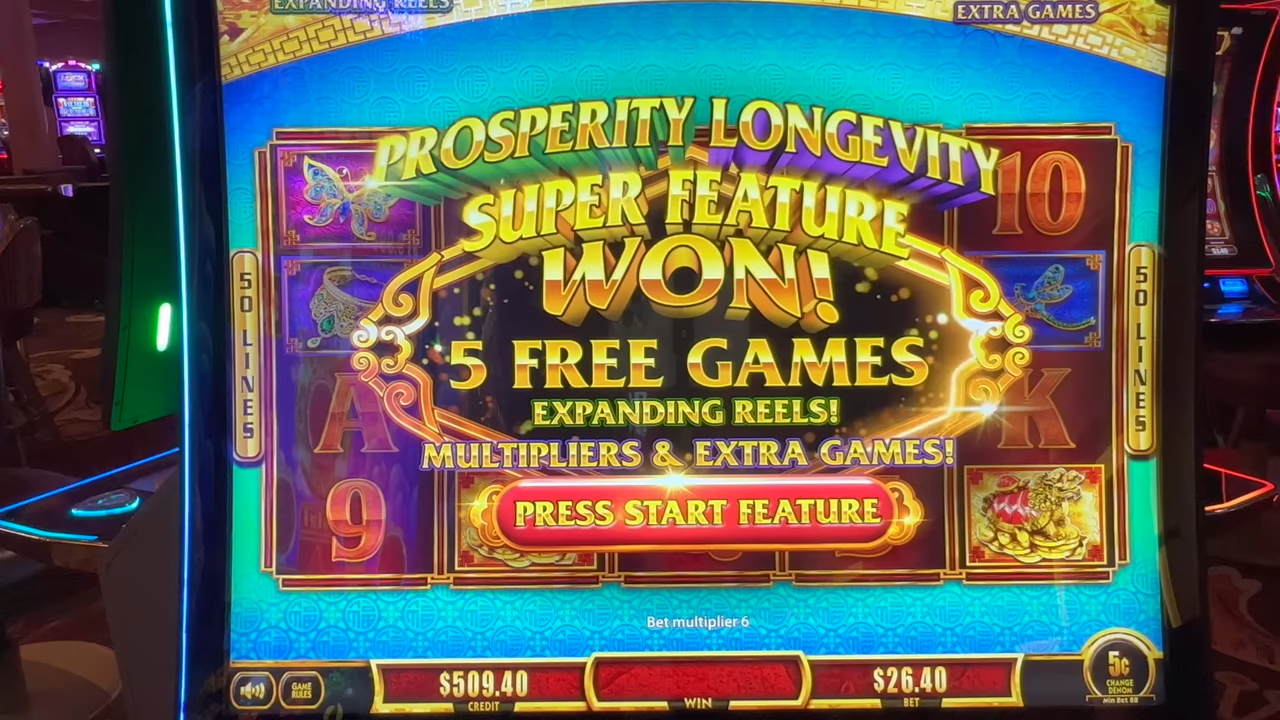 EXPANDING REELS
EXTRA GAMES
PROSPERITY LONGEVITY
SUPER FEATURE
WON!
10
50 LINES
5 FREE GAMES
50 LINES
EXPANDING REELS!
A
K
MULTIPLIERS & EXTRA GAMES!
9
PRESS START FEATURE
Bet multiplier 6
GAME
RULES
$509.40
CREDIT
WIN
$26.40
BET
5¢
CHANGE
DENOM
Min Bet 88